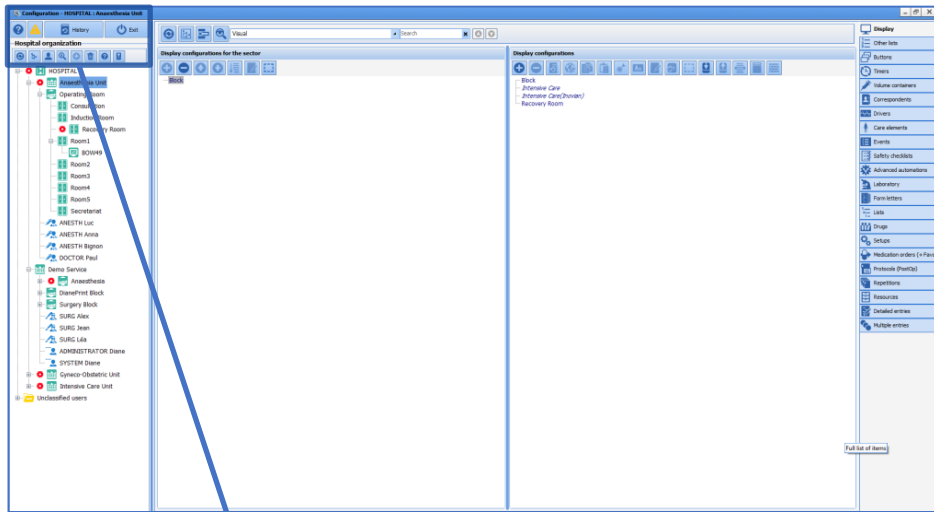 Configuration - HOSPITAL : Anaesthesia Unit
History
Exit
Hospital organization
HOSPITAL
Anaesthesia Unit
Operating Room
Consultation
Induction Room
Recovery Room
Room1
BOW49
Room2
Room3
Room4
Room5
Secretariat
ANESTH Luc
ANESTH Anna
ANESTH Bignon
DOCTOR Paul
Demo Service
Anaesthesia
DianePrint Block
Surgery Block
SURG Alex
SURG Jean
SURG Léa
ADMINISTRATOR Diane
SYSTEM Diane
Gyneco-Obstetric Unit
Intensive Care Unit
Unclassified users
Visual
Search
Display configurations for the sector
Block
Display configurations
Block
Intensive Care
Intensive Care(Inovian)
Recovery Room
Display
Other lists
Buttons
Timers
Volume containers
Correspondents
Drivers
Care elements
Events
Safety checklists
Advanced automations
Laboratory
Form letters
Lists
Drugs
Setups
Medication orders (+Favo
Protocols (PostOp)
Repetitions
Resources
Detailed entries
Multiple entries
Full list of items